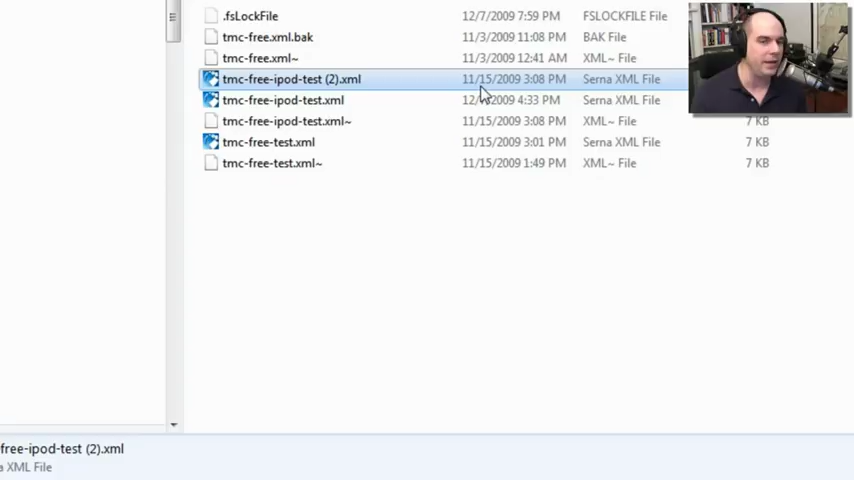 .fsLockFile 12/7/2009 7:59 PM FSLOCKFILE File
tmc-free.xml.bak 11/3/2009 11:08 PM BAK File
tmc-free.xml~ 11/3/2009 12:41 AM XML~ File
tmc-free-ipod-test (2).xml 11/15/2009 3:08 PM Serna XML File
tmc-free-ipod-test.xml /2009 4:33 PM Serna XML File
tmc-free-ipod-test.xml~ 11/15/2009 3:08 PM XML~ File 7 KB
tmc-free-test.xml 11/15/2009 3:01 PM Serna XML File 7 KB
tmc-free-test.xml~ 11/15/2009 1:49 PM XML~ File 7 KB
free-ipod-test (2).xml
a XML File